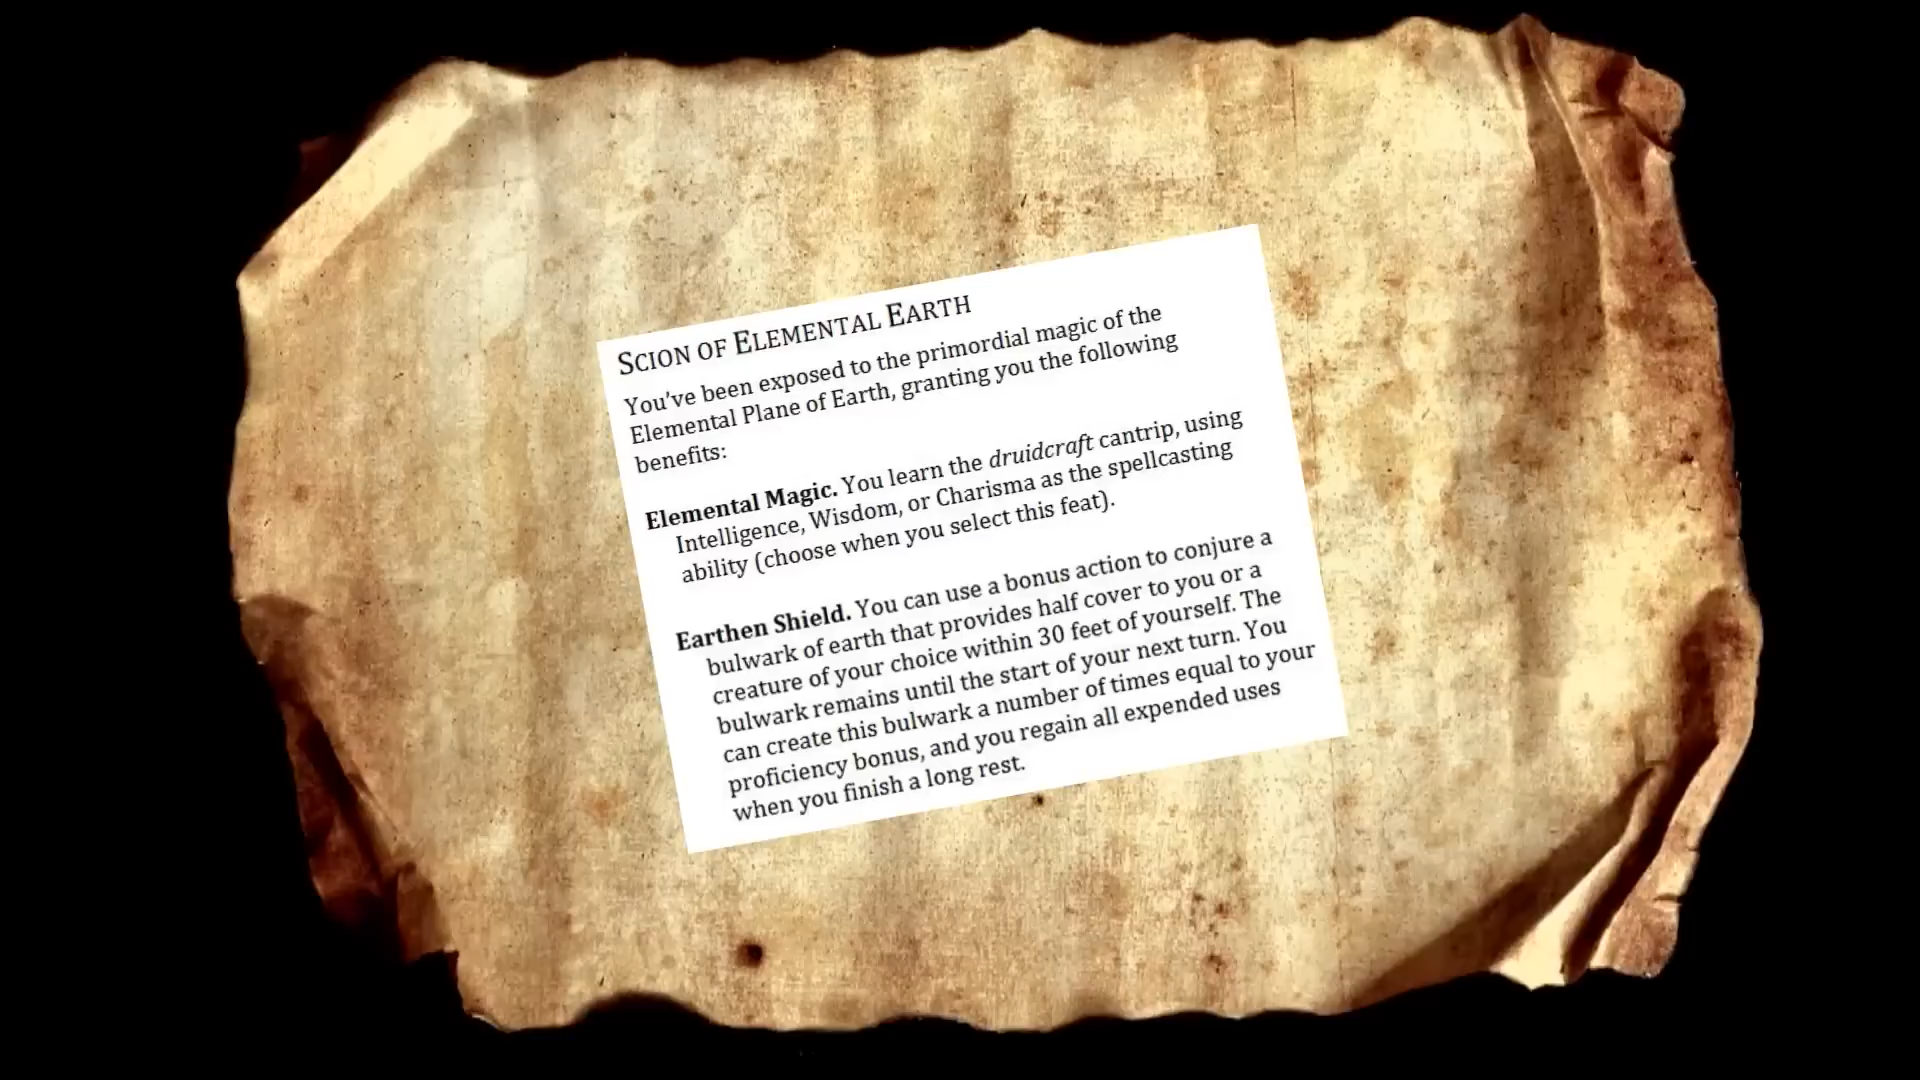 SCION OF ELEMENTAL EARTH
You've been exposed to the primordial magic of the
Elemental Plane of Earth, granting you the following
benefits:
Elemental Magic. You learn the druidcraft cantrip, using
Intelligence, Wisdom, or Charisma as the spellcasting
ability (choose when you select this feat).
Earthen Shield. You can use a bonus action to conjure a
bulwark of earth that provides half cover to you or a
creature of your choice within 30 feet of yourself. The
bulwark remains until the start of your next turn. You
can create this bulwark a number of times equal to your
proficiency bonus, and you regain all expended uses
when you finish a long rest.